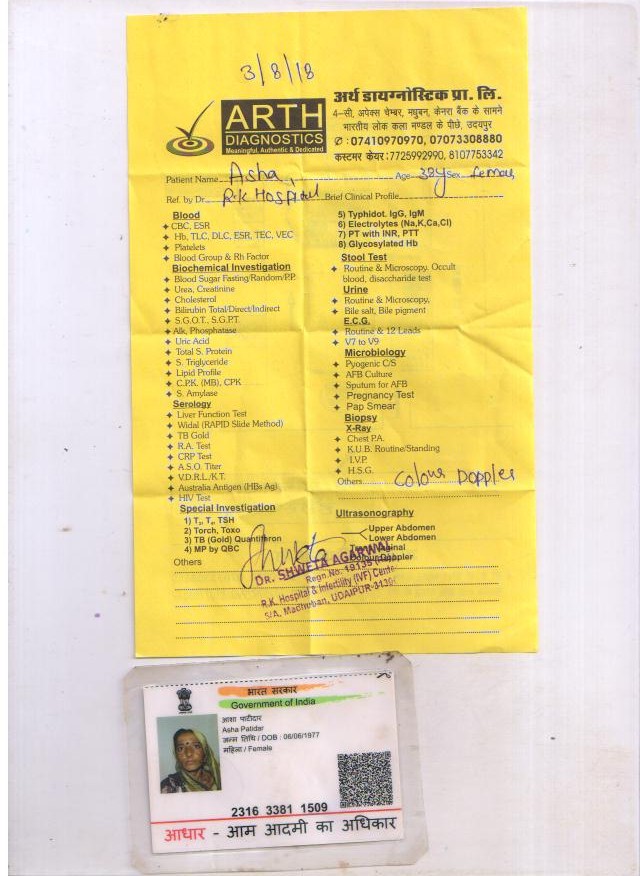 3/8/18
ARTH
DIAGNOSTICS
Meaningful, Authentic & Dedicated
अर्थ डायग्नोस्टिक प्रा. लि.
4-सी, अपेक्स चेम्बर, मधुबन, केनरा बैंक के सामने
भारतीय लोक कला मण्डल के पीछे, उदयपुर
✆ : 07410970970, 07073308880
कस्टमर केयर : 7725992990, 8107753342
Patient Name Asha, Age 39y Sex female
Ref. by Dr. R.K Hospital Brief Clinical Profile
Blood
CBC, ESR
Hb, TLC, DLC, ESR, TEC, VEC
Platelets
Blood Group & Rh Factor
Biochemical Investigation
Blood Sugar Fasting/Random/P.P.
Urea, Creatinine
Cholesterol
Bilirubin Total/Direct/Indirect
S.G.O.T., S.G.P.T.
Alk, Phosphatase
Uric Acid
Total S. Protein
S. Triglyceride
Lipid Profile
C.P.K. (MB), CPK
S. Amylase
Serology
Liver Function Test
Widal (RAPID Slide Method)
TB Gold
R.A. Test
CRP Test
A.S.O. Titer
V.D.R.L./K.T.
Australia Antigen (HBs Ag)
HIV Test
Special Investigation
1) T₃, T₄, TSH
2) Torch, Toxo
3) TB (Gold) Quantiferon
4) MP by QBC
Others
5) Typhidot. IgG, IgM
6) Electrolytes (Na,K,Ca,Cl)
7) PT with INR, PTT
8) Glycosylated Hb
Stool Test
Routine & Microscopy. Occult
blood, disaccharide test
Urine
Routine & Microscopy,
Bile salt, Bile pigment
E.C.G.
Routine & 12 Leads
V7 to V9
Microbiology
Pyogenic C/S
AFB Culture
Sputum for AFB
Pregnancy Test
Pap Smear
Biopsy
X-Ray
Chest P.A.
K.U.B. Routine/Standing
I.V.P.
H.S.G.
Others Colour Doppler
Ultrasonography
Upper Abdomen
Lower Abdomen
Shweta
DR. SHWETA AGARWAL
Regn.No. 19135
R.K. Hospital & Infertility (IVF) Centre
5/A, Madhuban, UDAIPUR-3130
भारत सरकार
Government of India
आशा पाटीदार
Asha Patidar
जन्म तिथि / DOB : 06/06/1977
महिला / Female
2316 3381 1509
आधार - आम आदमी का अधिकार